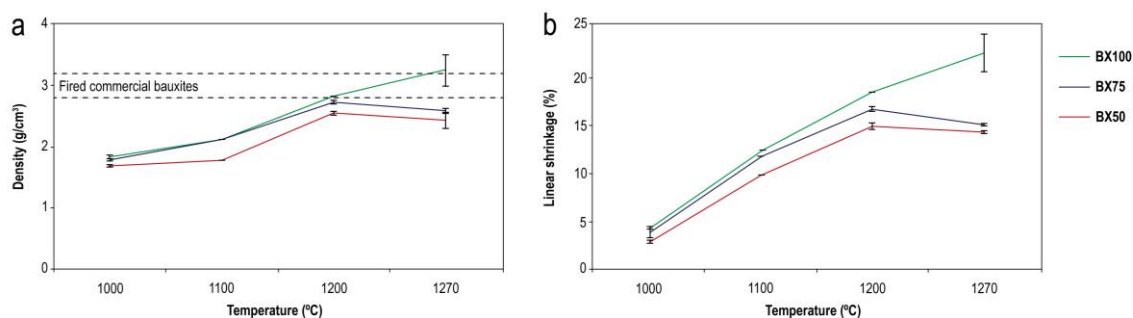 a
4
3
2
1
0
Density (g/cm³)
Fired commercial bauxites
1000 1100 1200 1270
Temperature (ºC)
b
25
20
15
10
5
0
Linear shrinkage (%)
1000 1100 1200 1270
Temperature (ºC)
BX100
BX75
BX50